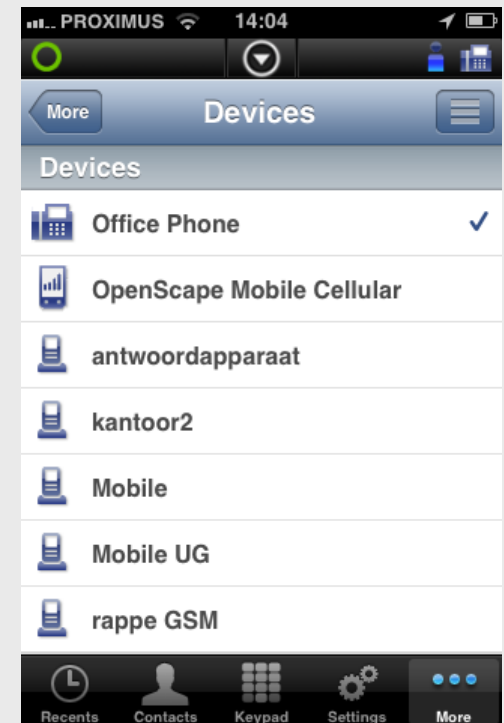 PROXIMUS 14:04
More Devices
Devices
Office Phone
OpenScape Mobile Cellular
antwoordapparaat
kantoor2
Mobile
Mobile UG
rappe GSM
Recents Contacts Keypad Settings More